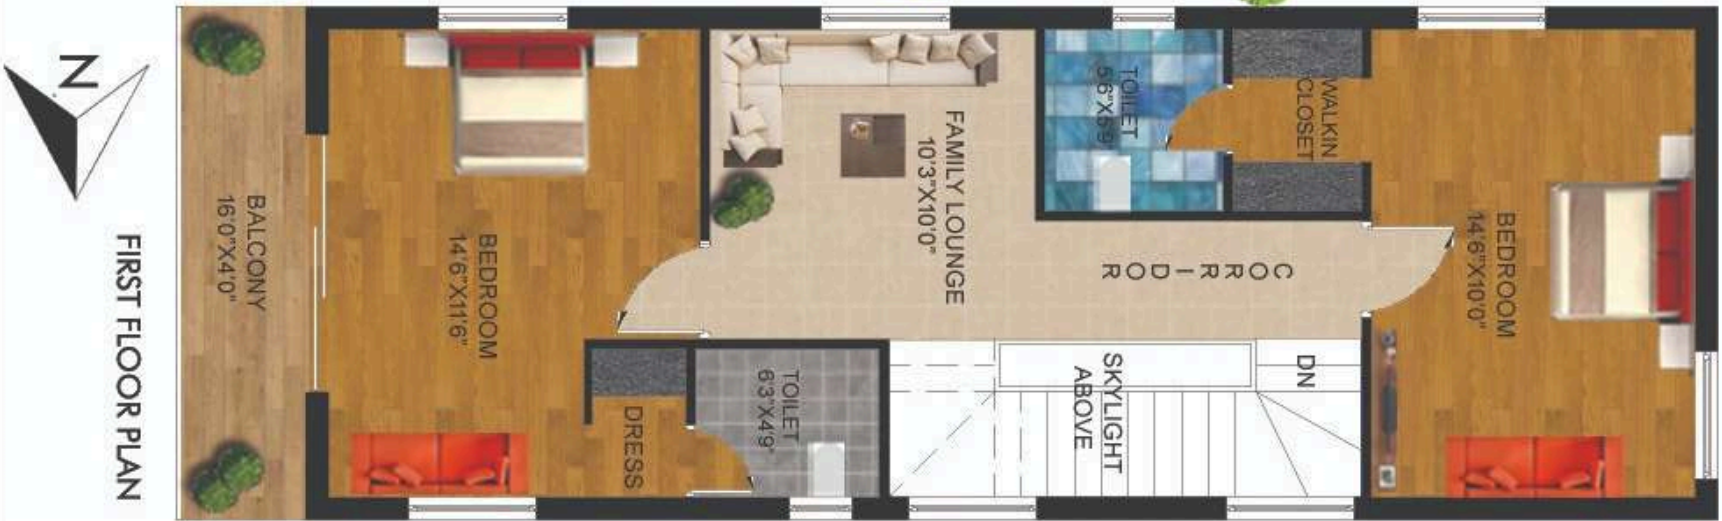 BEDROOM
14'6"X10'0"
WALKIN
CLOSET
DN
CORRIDOR
TOILET
5'6"X5'9"
SKYLIGHT
ABOVE
FAMILY LOUNGE
10'3"X10'0"
TOILET
6'3"X4'9"
DRESS
BEDROOM
14'6"X11'6"
BALCONY
16'0"X4'0"
FIRST FLOOR PLAN
N